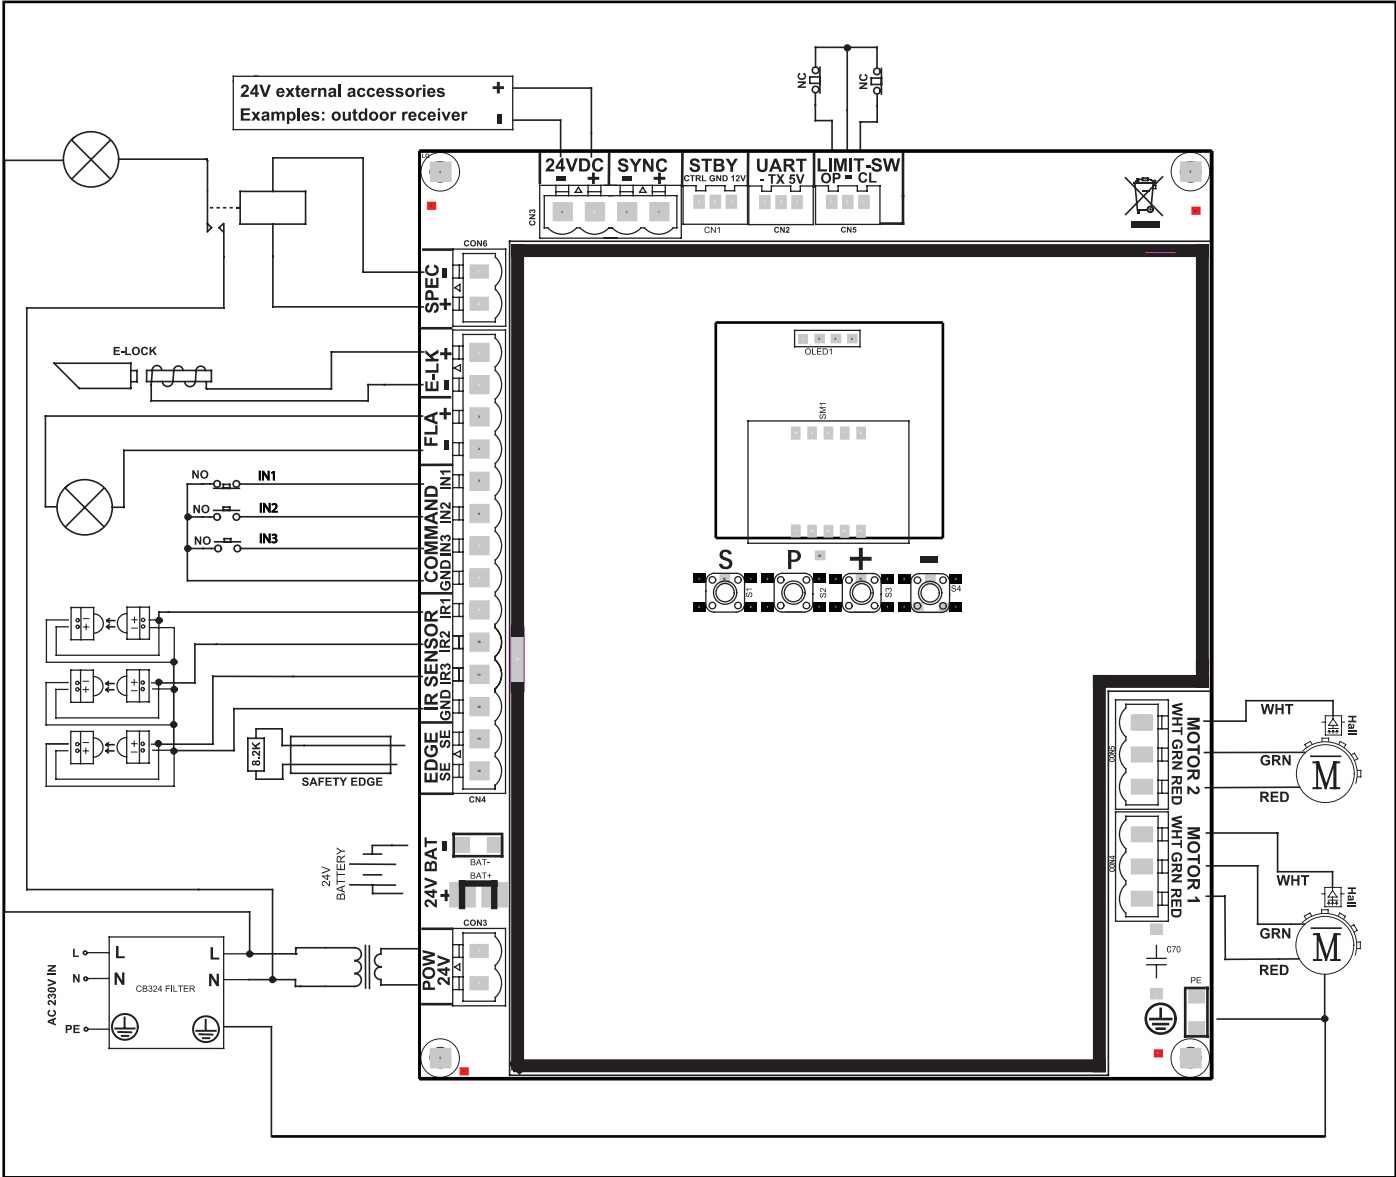 24V external accessories +
Examples: outdoor receiver -
NC
NC
24VDC SYNC STBY UART LIMIT-SW
- + - + CTRL GND 12V - TX 5V OP - CL
CN3
CN1
CN2
CN5
CON6
SPEC
- +
E-LOCK
E-LK
+ -
FLA
+ -
NO IN1
NO IN2
NO IN3
COMMAND
IN1
IN2
IN3
GND
IR SENSOR
IR1
IR2
IR3
GND
EDGE
SE
SE
CN4
8.2K
SAFETY EDGE
24V
BATTERY
24V BAT
- +
BAT-
BAT+
CON3
POW
24V
AC 230V IN
L
N
PE
L L
N N
CB324 FILTER
OLED1
SM1
S P + -
S1
S2
S3
S4
MOTOR 2
WHT GRN RED
CON5
WHT
GRN
RED
Hall
M
MOTOR 1
WHT GRN RED
CON4
WHT
GRN
RED
Hall
M
C70
PE